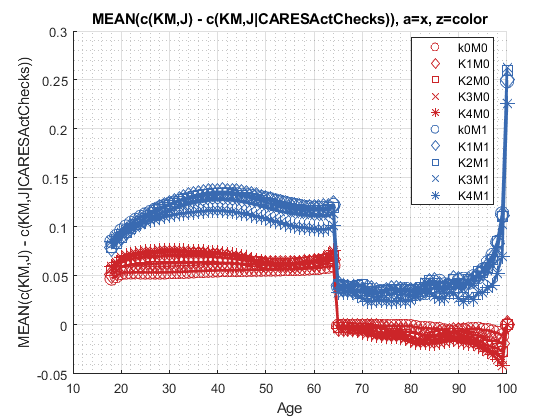 MEAN(c(KM,J) - c(KM,J|CARESActChecks)), a=x, z=color
MEAN(c(KM,J) - c(KM,J|CARESActChecks))
0.3
0.25
0.2
0.15
0.1
0.05
0
-0.05
10 20 30 40 50 60 70 80 90 100
Age
k0M0
K1M0
K2M0
K3M0
K4M0
k0M1
K1M1
K2M1
K3M1
K4M1